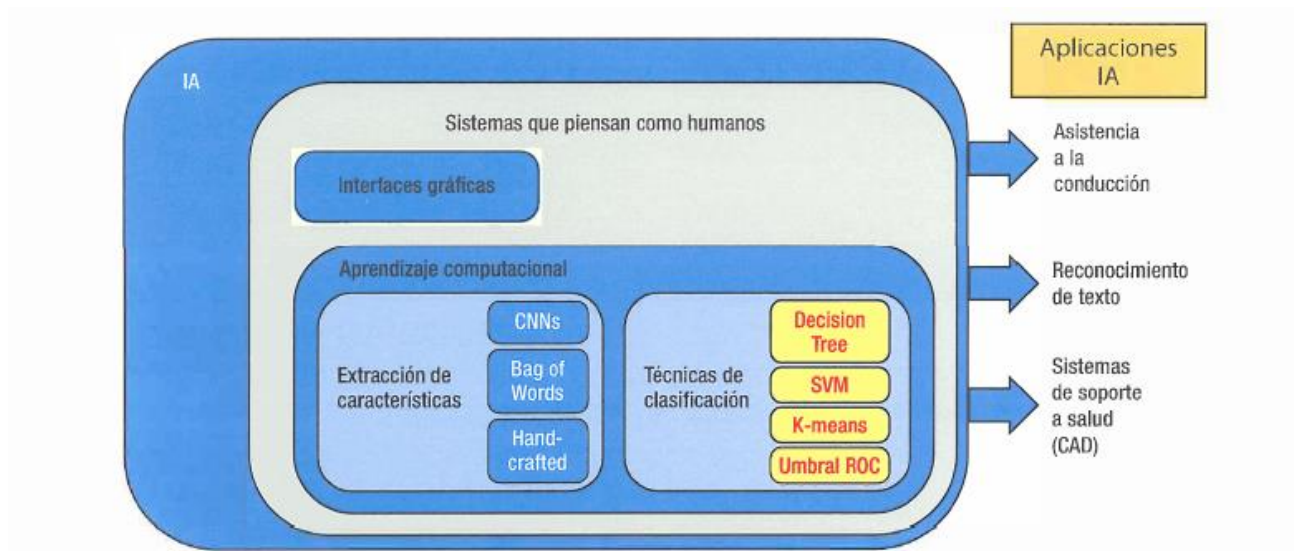 IA
Sistemas que piensan como humanos
Interfaces gráficas
Aprendizaje computacional
Extracción de
características
CNNs
Bag of
Words
Hand-
crafted
Técnicas de
clasificación
Decision
Tree
SVM
K-means
Umbral ROC
Aplicaciones
IA
Asistencia
a la
conducción
Reconocimiento
de texto
Sistemas
de soporte
a salud
(CAD)